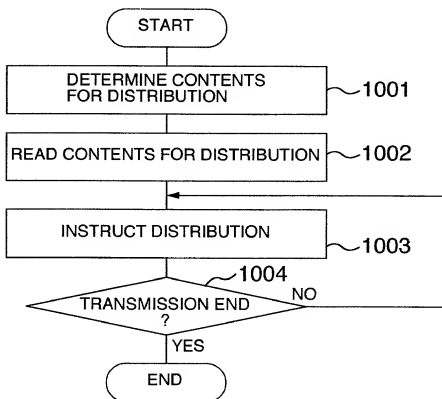 START
DETERMINE CONTENTS
FOR DISTRIBUTION
1001
READ CONTENTS FOR DISTRIBUTION
1002
INSTRUCT DISTRIBUTION
1003
1004
TRANSMISSION END
?
NO
YES
END